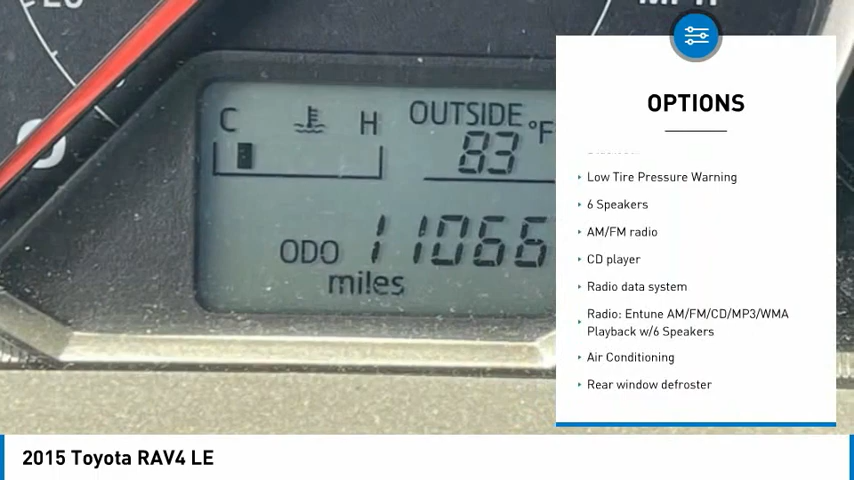 C
H
OUTSIDE
83 °F
ODO 11066
miles
0
OPTIONS
Low Tire Pressure Warning
6 Speakers
AM/FM radio
CD player
Radio data system
Radio: Entune AM/FM/CD/MP3/WMA
Playback w/6 Speakers
Air Conditioning
Rear window defroster
2015 Toyota RAV4 LE